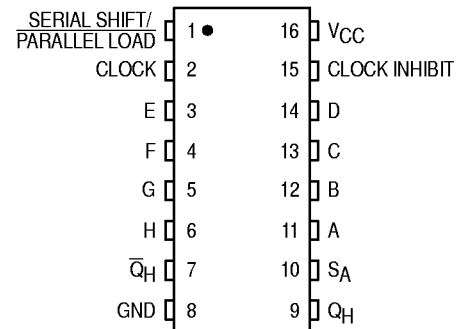 SERIAL SHIFT/
PARALLEL LOAD 1 16 VCC
CLOCK 2 15 CLOCK INHIBIT
E 3 14 D
F 4 13 C
G 5 12 B
H 6 11 A
Q̅H 7 10 SA
GND 8 9 QH